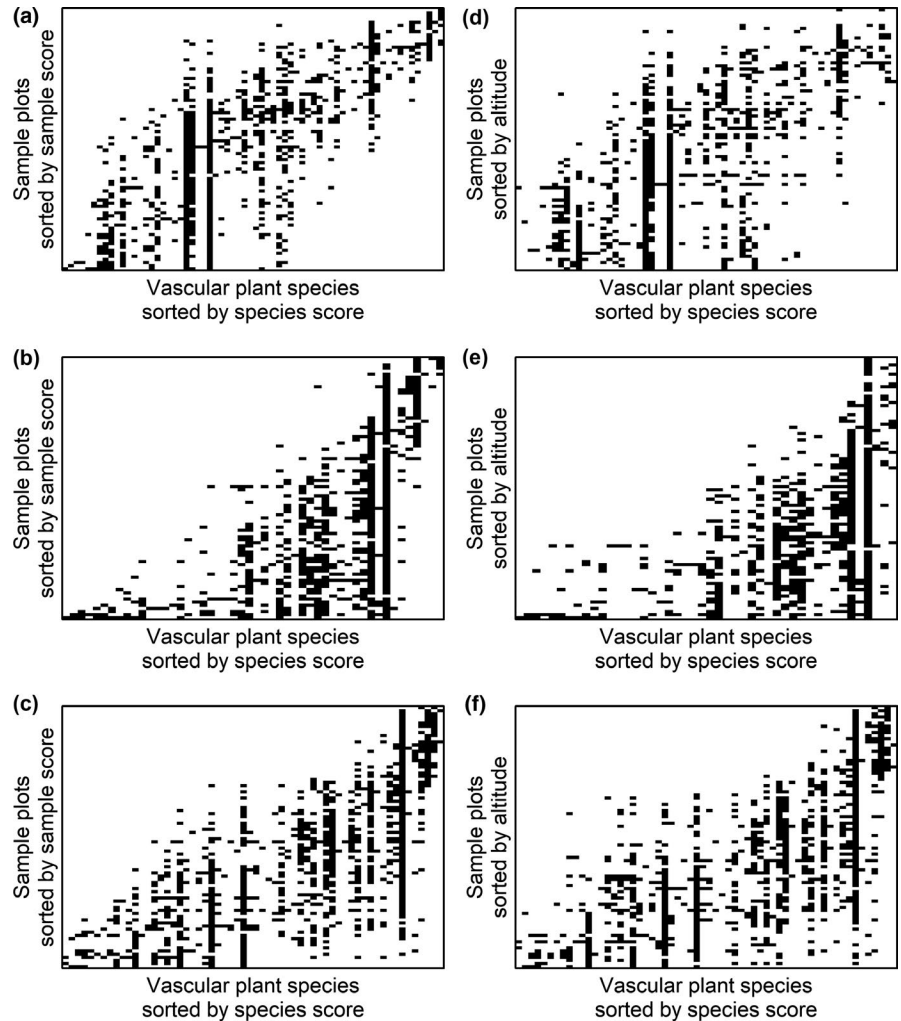 (a)
Sample plots
sorted by sample score
Vascular plant species
sorted by species score
(d)
Sample plots
sorted by altitude
Vascular plant species
sorted by species score
(b)
Sample plots
sorted by sample score
Vascular plant species
sorted by species score
(e)
Sample plots
sorted by altitude
Vascular plant species
sorted by species score
(c)
Sample plots
sorted by sample score
Vascular plant species
sorted by species score
(f)
Sample plots
sorted by altitude
Vascular plant species
sorted by species score